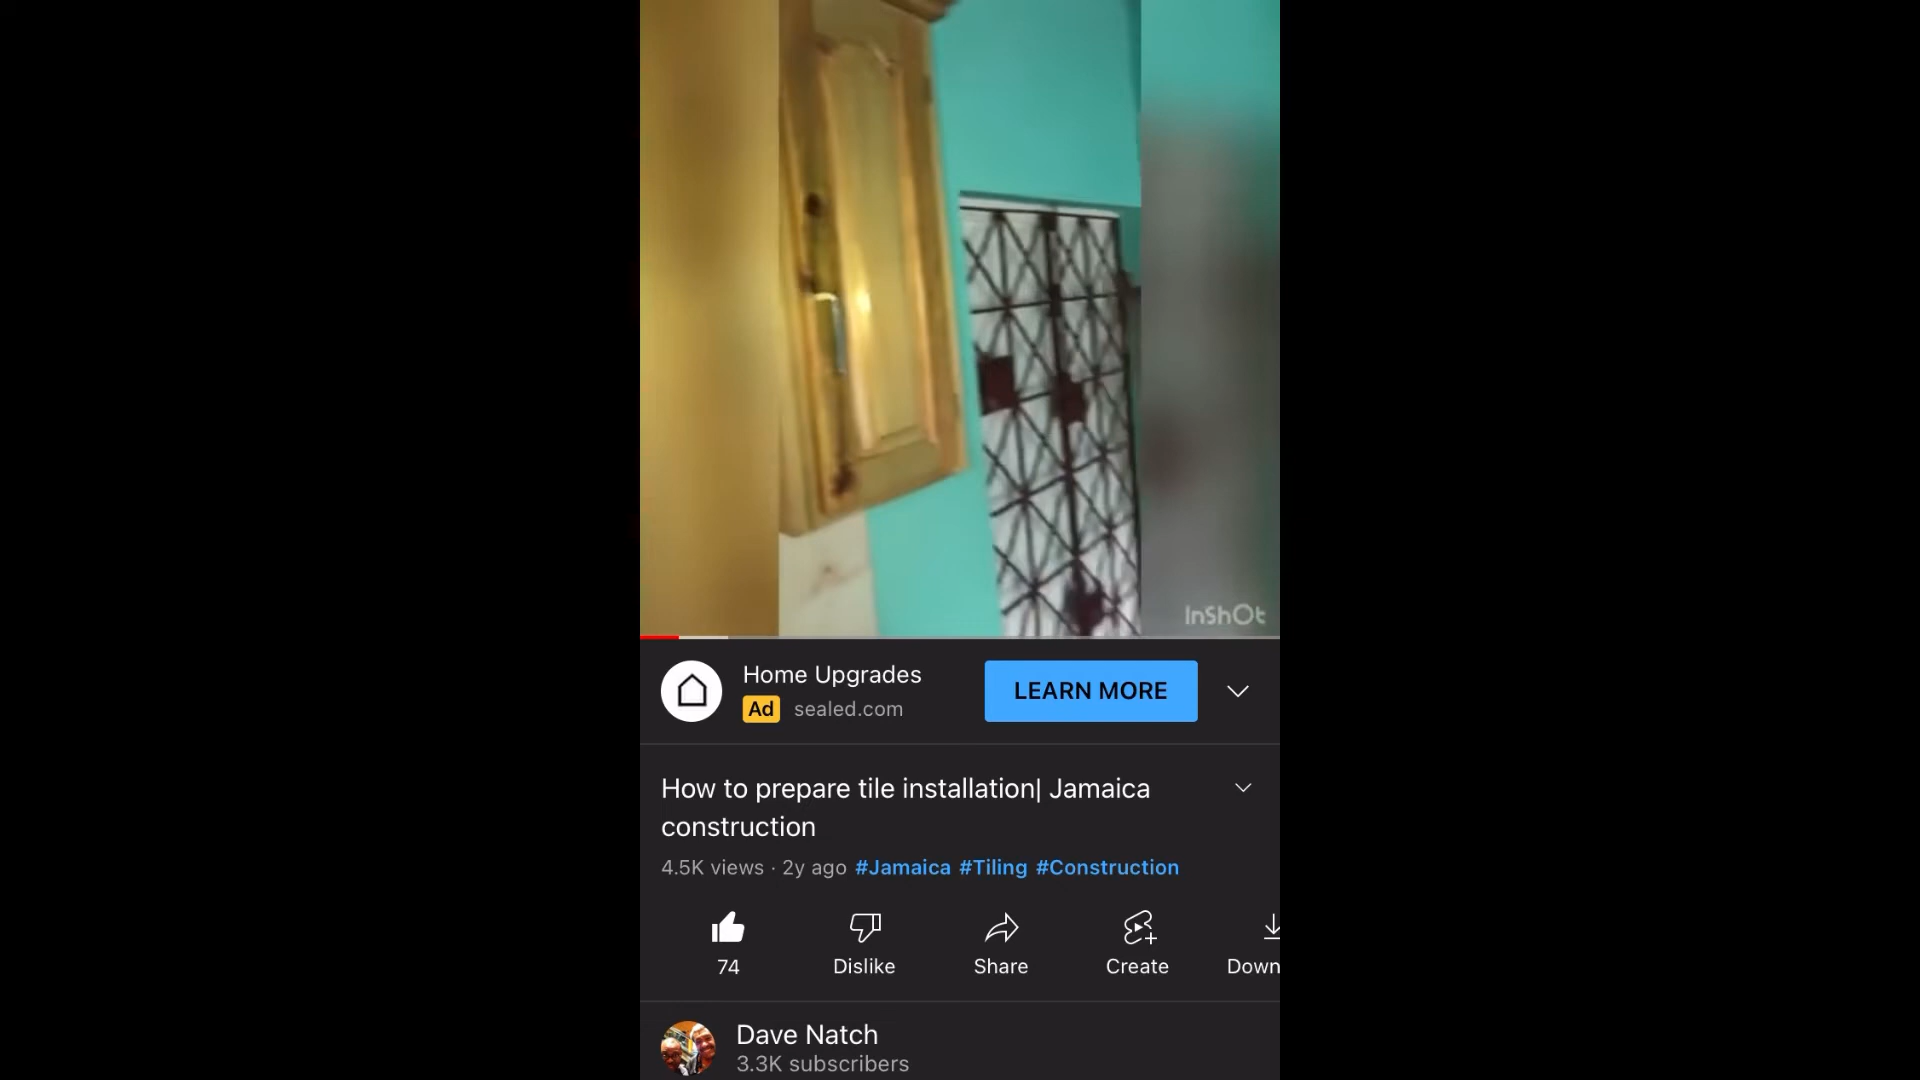 InShOt
Home Upgrades
LEARN MORE
Ad sealed.com
How to prepare tile installation| Jamaica
construction
4.5K views · 2y ago #Jamaica #Tiling #Construction
74 Dislike Share Create Down
Dave Natch
3.3K subscribers